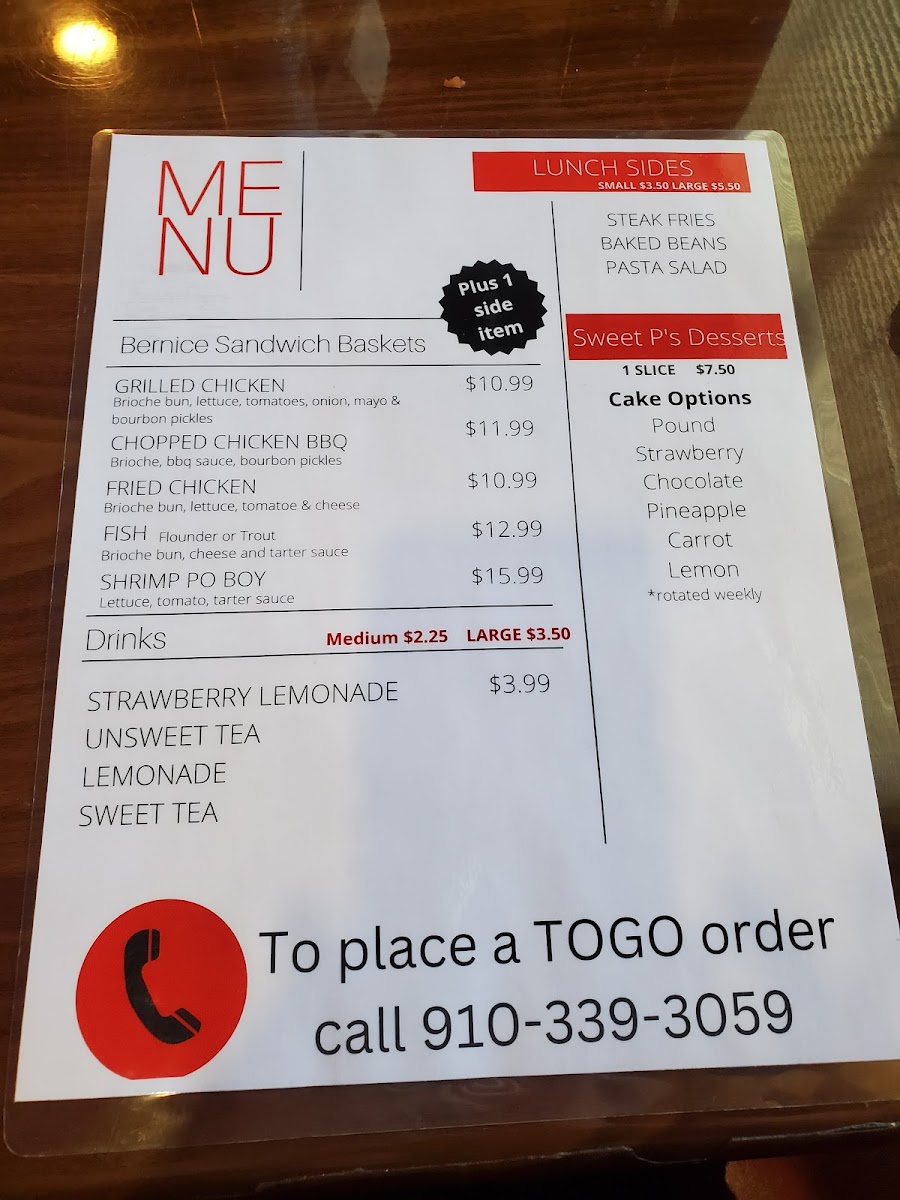 ME
NU
Plus 1
side
item
Bernice Sandwich Baskets
GRILLED CHICKEN $10.99
Brioche bun, lettuce, tomatoes, onion, mayo &
bourbon pickles
CHOPPED CHICKEN BBQ $11.99
Brioche, bbq sauce, bourbon pickles
FRIED CHICKEN $10.99
Brioche bun, lettuce, tomatoe & cheese
FISH Flounder or Trout $12.99
Brioche bun, cheese and tarter sauce
SHRIMP PO BOY $15.99
Lettuce, tomato, tarter sauce
Drinks Medium $2.25 LARGE $3.50
STRAWBERRY LEMONADE $3.99
UNSWEET TEA
LEMONADE
SWEET TEA
LUNCH SIDES
SMALL $3.50 LARGE $5.50
STEAK FRIES
BAKED BEANS
PASTA SALAD
Sweet P's Desserts
1 SLICE $7.50
Cake Options
Pound
Strawberry
Chocolate
Pineapple
Carrot
Lemon
*rotated weekly
To place a TOGO order
call 910-339-3059